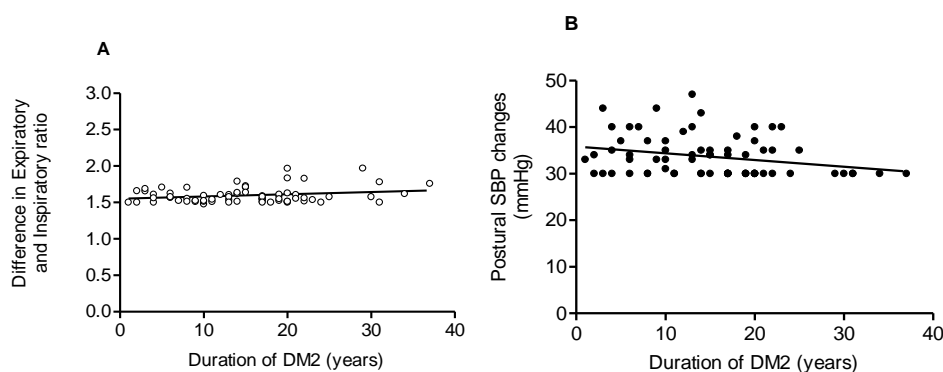 A
Difference in Expiratory
and Inspiratory ratio
3.0
2.5
2.0
1.5
1.0
0.5
0.0
0
10
20
30
40
Duration of DM2 (years)
B
Postural SBP changes
(mmHg)
50
40
30
20
10
0
0
10
20
30
40
Duration of DM2 (years)